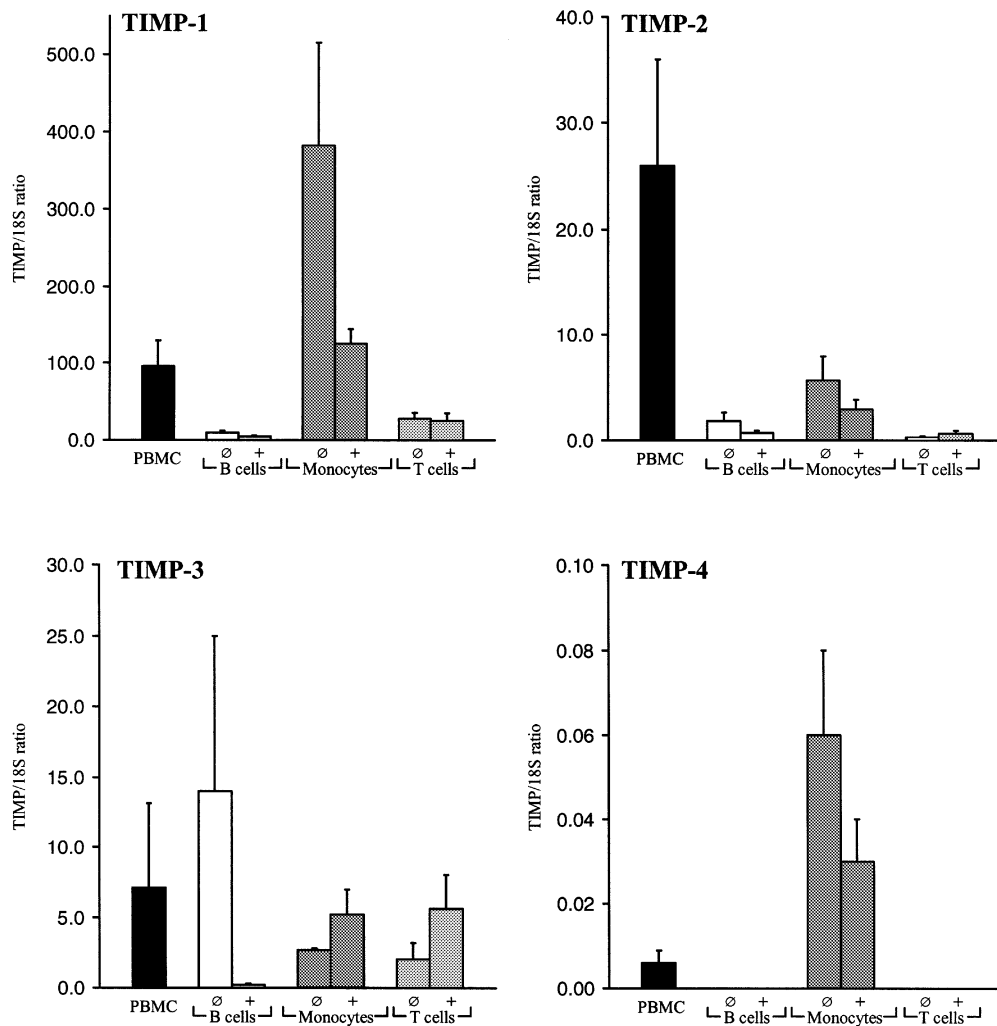 TIMP-1
TIMP/18S ratio
500.0
400.0
300.0
200.0
100.0
0.0
PBMC
Ø + Ø + Ø +
B cells Monocytes T cells
TIMP-2
TIMP/18S ratio
40.0
30.0
20.0
10.0
0.0
PBMC
Ø + Ø + Ø +
B cells Monocytes T cells
TIMP-3
TIMP/18S ratio
30.0
25.0
20.0
15.0
10.0
5.0
0.0
PBMC
Ø + Ø + Ø +
B cells Monocytes T cells
TIMP-4
TIMP/18S ratio
0.10
0.08
0.06
0.04
0.02
0.00
PBMC
Ø + Ø + Ø +
B cells Monocytes T cells